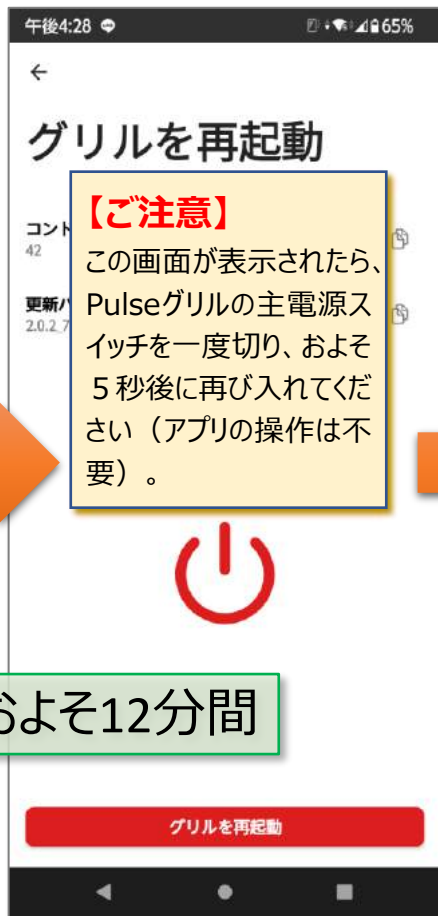 午後4:28
65%
グリルを再起動
コント
42
更新
2.0.2_7
【ご注意】
この画面が表示されたら、
Pulseグリルの主電源ス
イッチを一度切り、およそ
５秒後に再び入れてくだ
さい（アプリの操作は不
要）。
およそ12分間
グリルを再起動